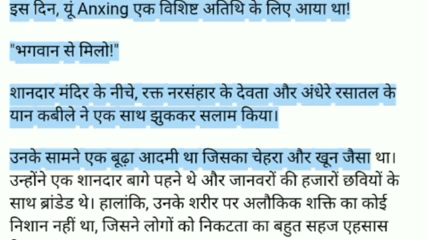 इस दिन, यूं Anxing एक विशिष्ट अतिथि के लिए आया था!
"भगवान से मिलो!"
शानदार मंदिर के नीचे, रक्त नरसंहार के देवता और अंधेरे रसातल के
यान कबीले ने एक साथ झुककर सलाम किया।
उनके सामने एक बूढ़ा आदमी था जिसका चेहरा और खून जैसा था।
उन्होंने एक शानदार बागे पहने थे और जानवरों की हजारों छवियों के
साथ ब्रांडेड थे। हालांकि, उनके शरीर पर अलौकिक शक्ति का कोई
निशान नहीं था, जिसने लोगों को निकटता का बहुत सहज एहसास